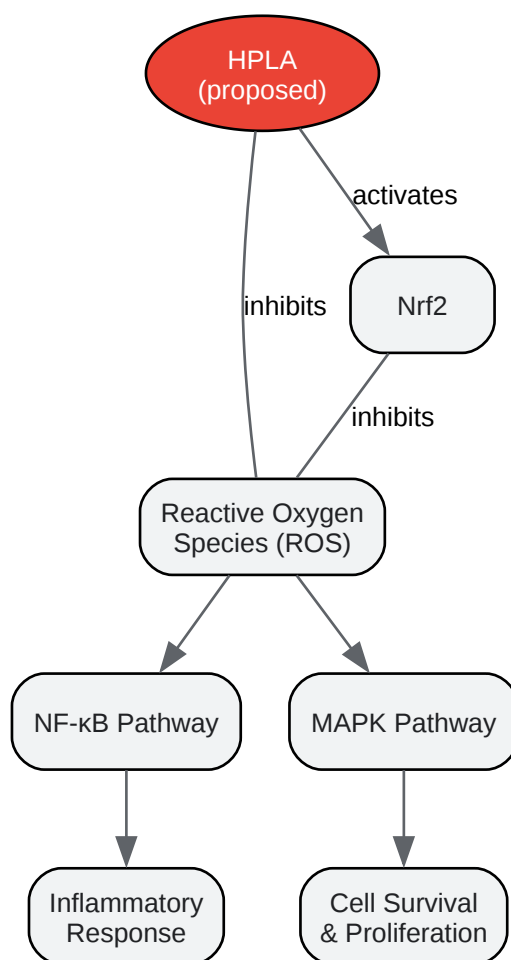 HPLA
(proposed)
activates
inhibits
Nrf2
inhibits
Reactive Oxygen
Species (ROS)
NF-κB Pathway
MAPK Pathway
Inflammatory
Response
Cell Survival
& Proliferation